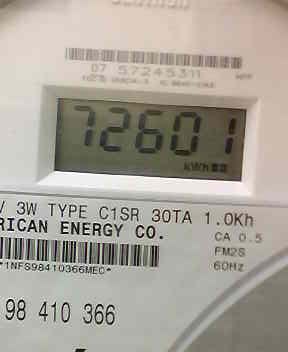 07 57245311
72601
kWh
V 3W TYPE C1SR 30TA 1.0Kh
RICAN ENERGY CO.
CA 0.5
FM2S
60Hz
*1NFS98410366MEC*
98 410 366